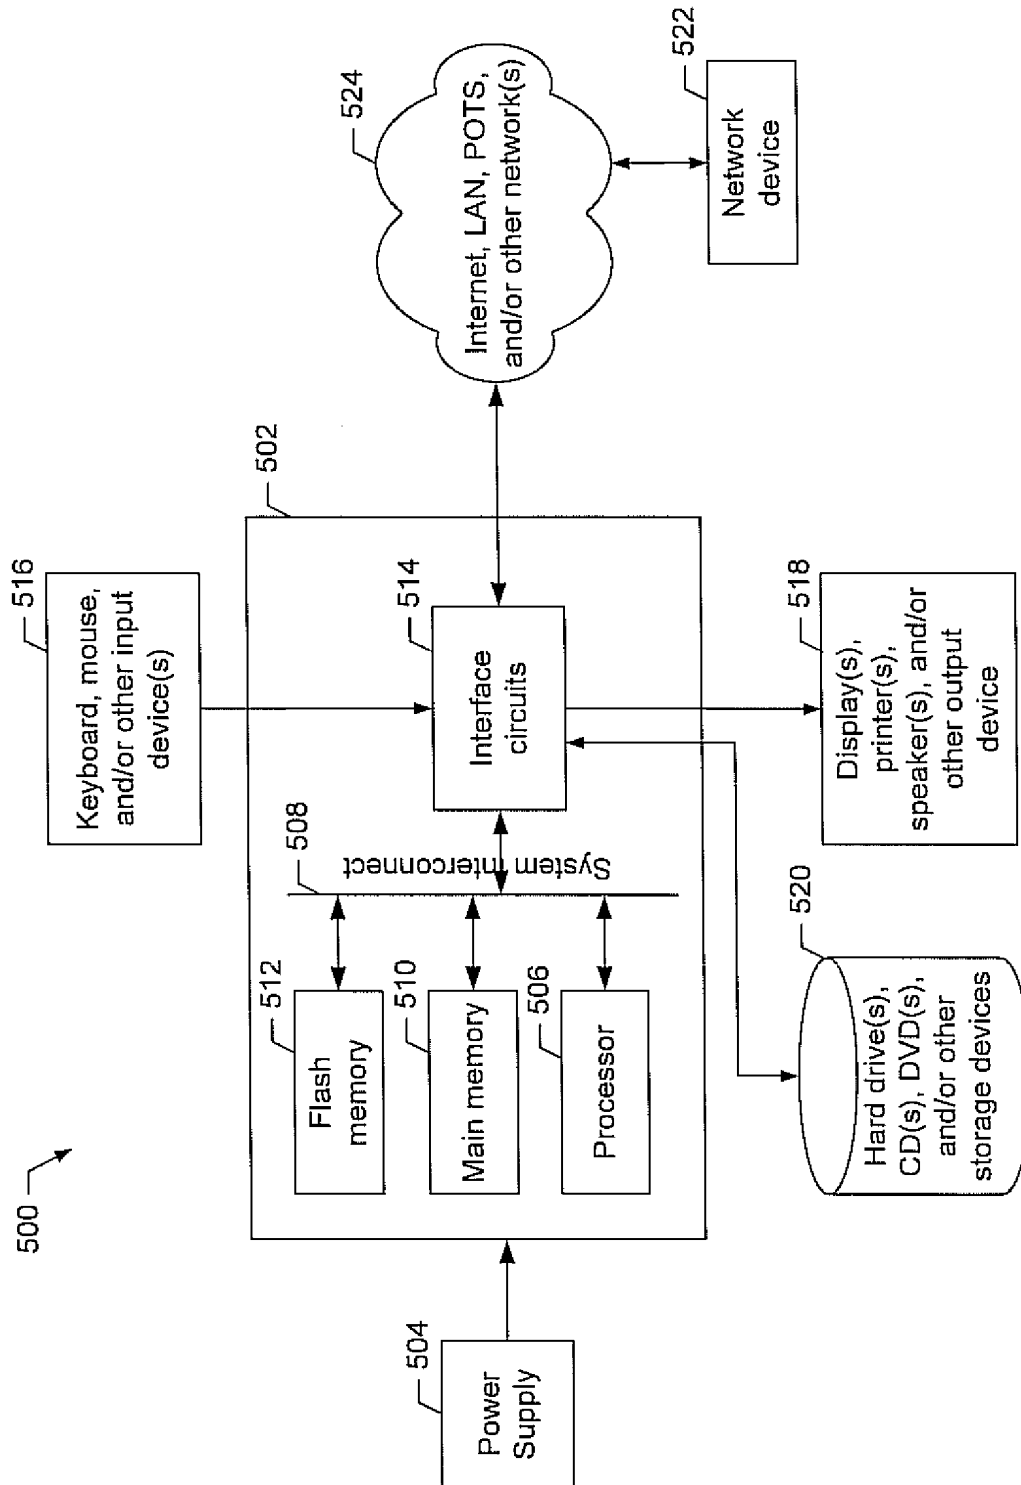 500
516
Keyboard, mouse,
and/or other input
device(s)
502
524
Internet, LAN, POTS,
and/or other network(s)
522
Network
device
504
Power
Supply
512
Flash
memory
510
Main memory
506
Processor
508
System Interconnect
514
Interface
circuits
520
Hard drive(s),
CD(s), DVD(s),
and/or other
storage devices
518
Display(s),
printer(s),
speaker(s), and/or
other output
device